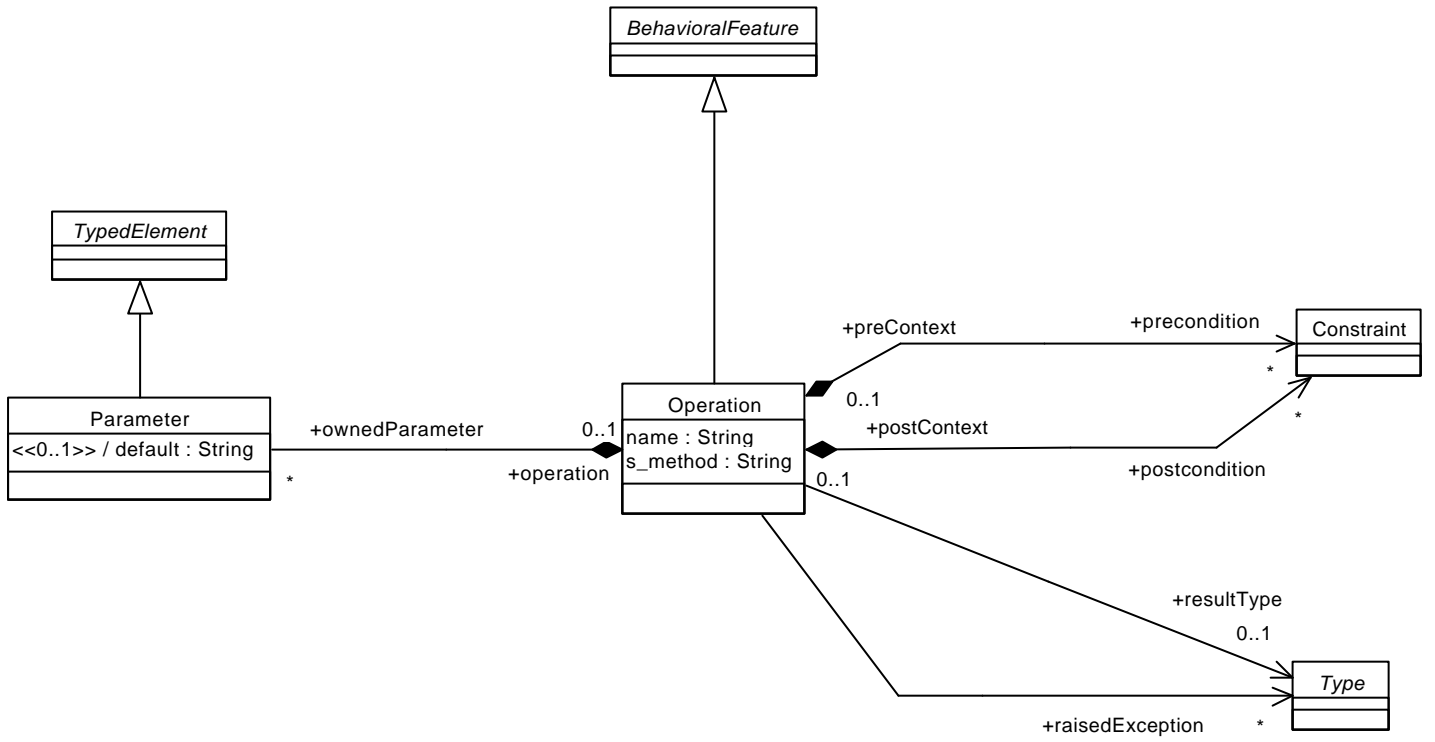 BehavioralFeature
TypedElement
+preContext
+precondition
Constraint
*
0..1
Parameter
<<0..1>> / default : String
+ownedParameter
*
0..1
+operation
Operation
name : String
s_method : String
+postContext
0..1
*
+postcondition
+resultType
0..1
Type
+raisedException
*